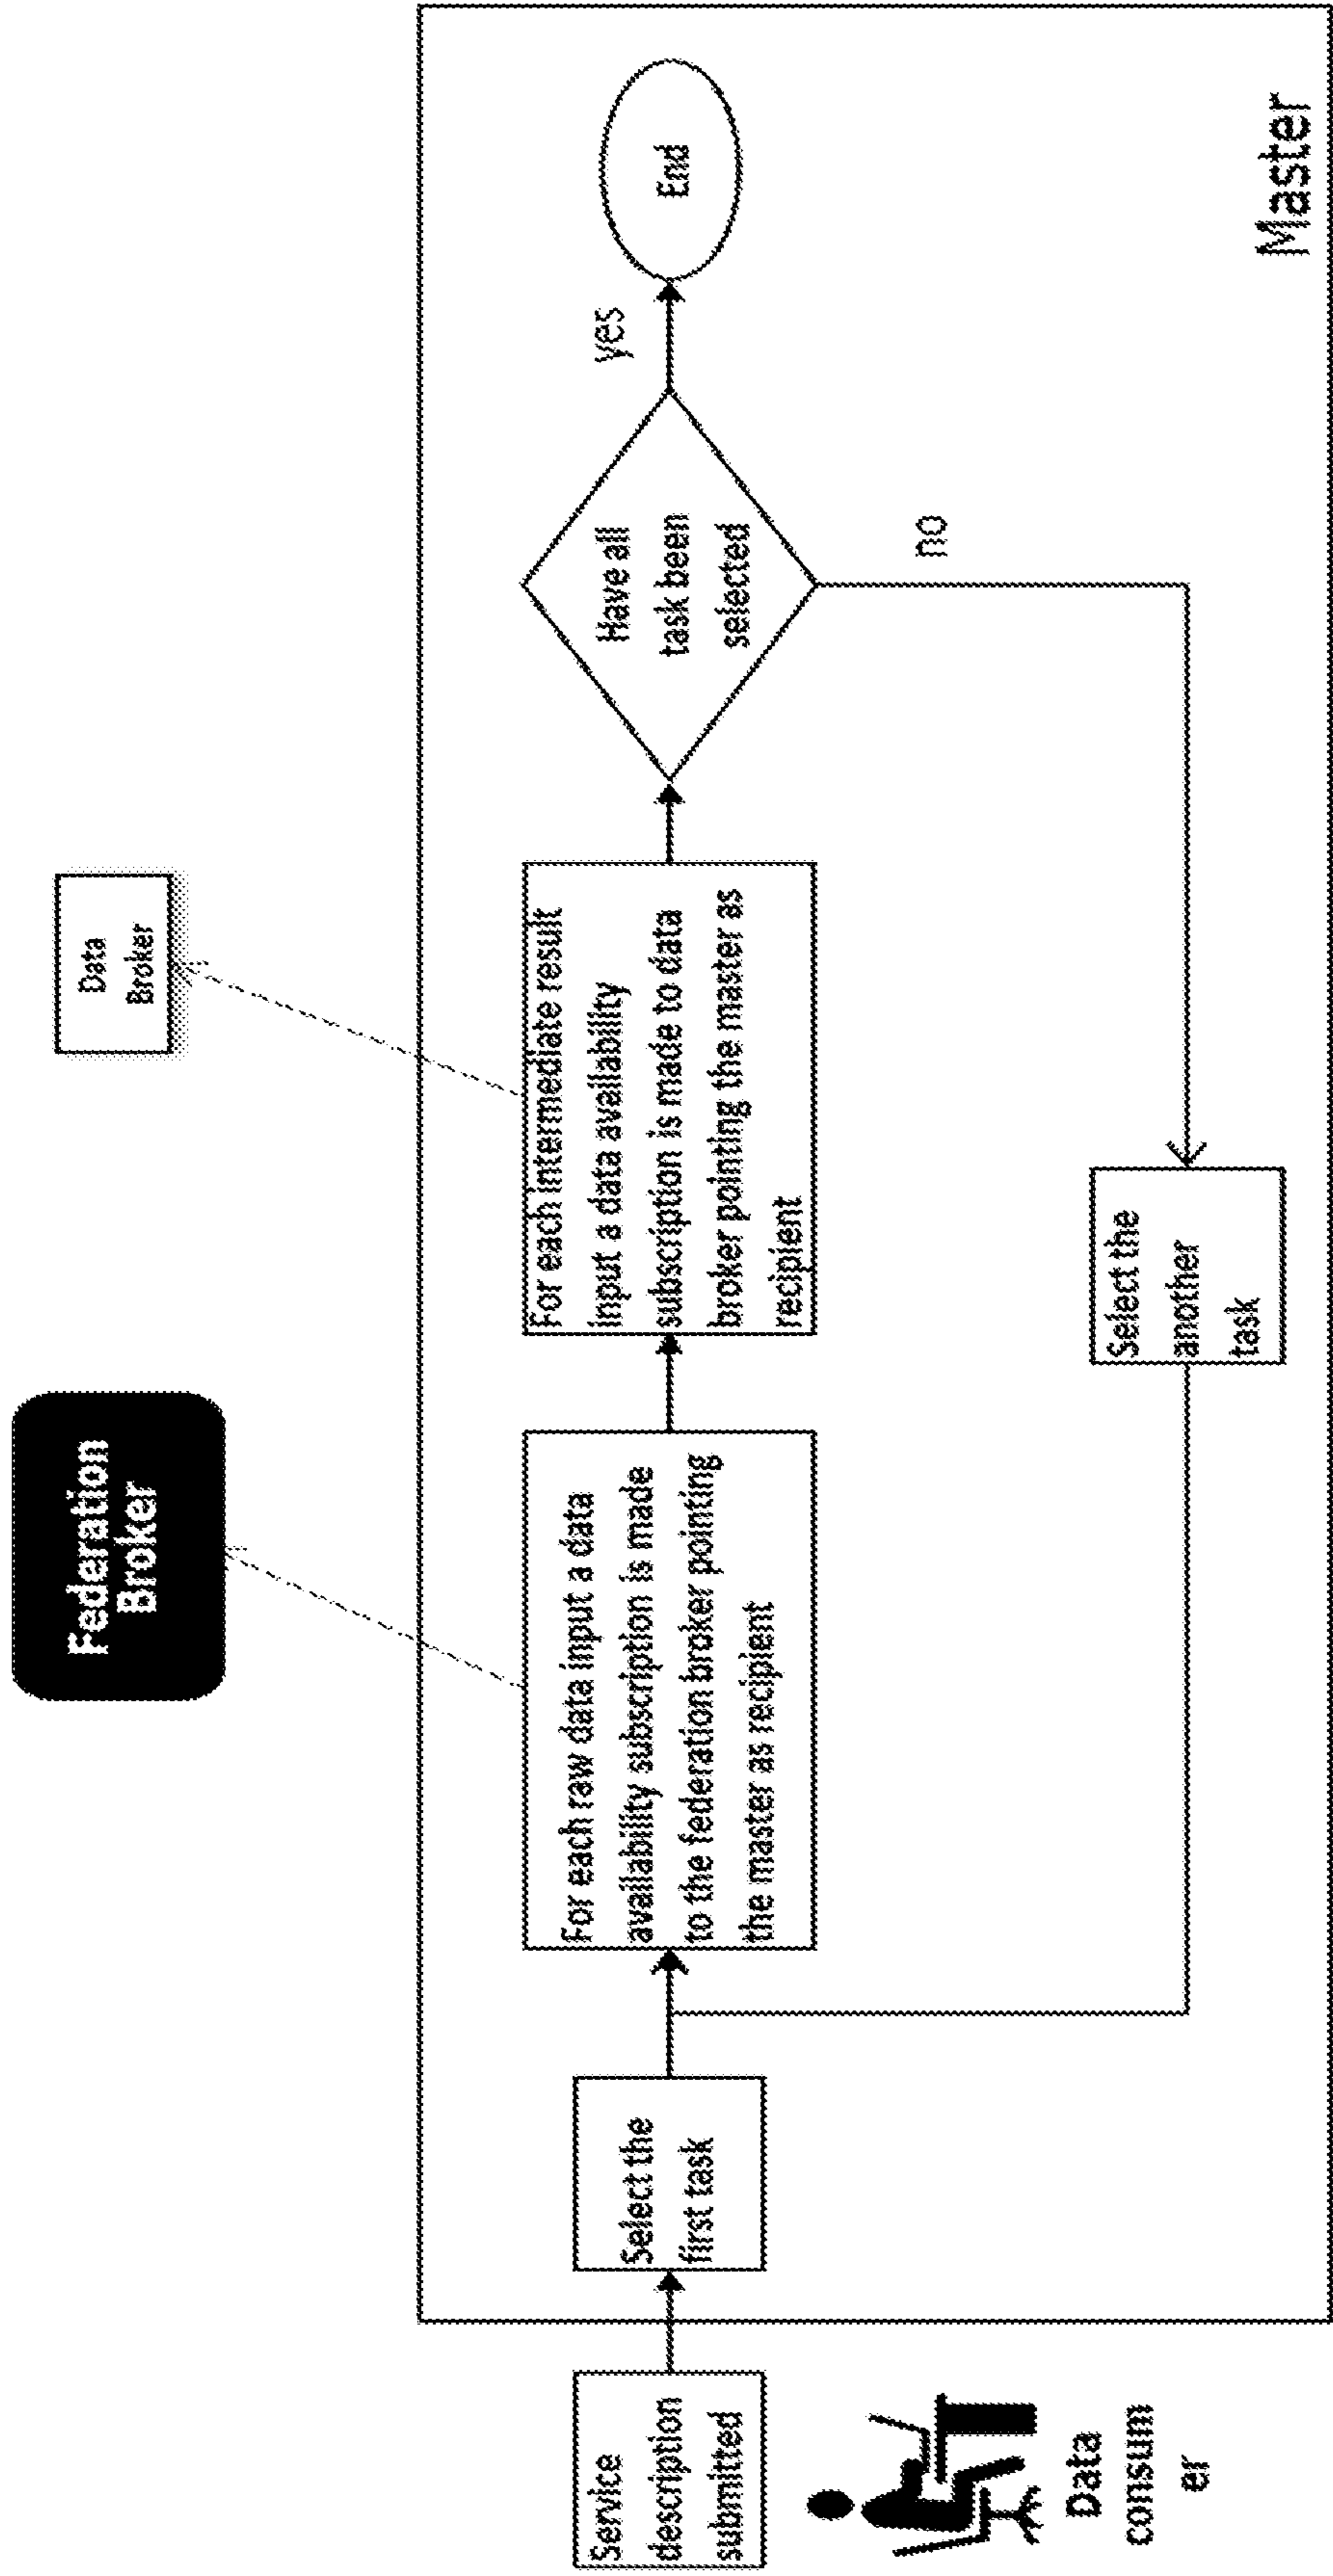 Federation
Broker
Data
Broker
Service
description
submitted
Data
consum
er
Select the
first task
For each raw data input a data
availability subscription is made
to the federation broker pointing
the master as recipient
For each intermediate result
input a data availability
subscription is made to data
broker pointing the master as
recipient
Have all
task been
selected
yes
End
no
Select the
another
task
Master